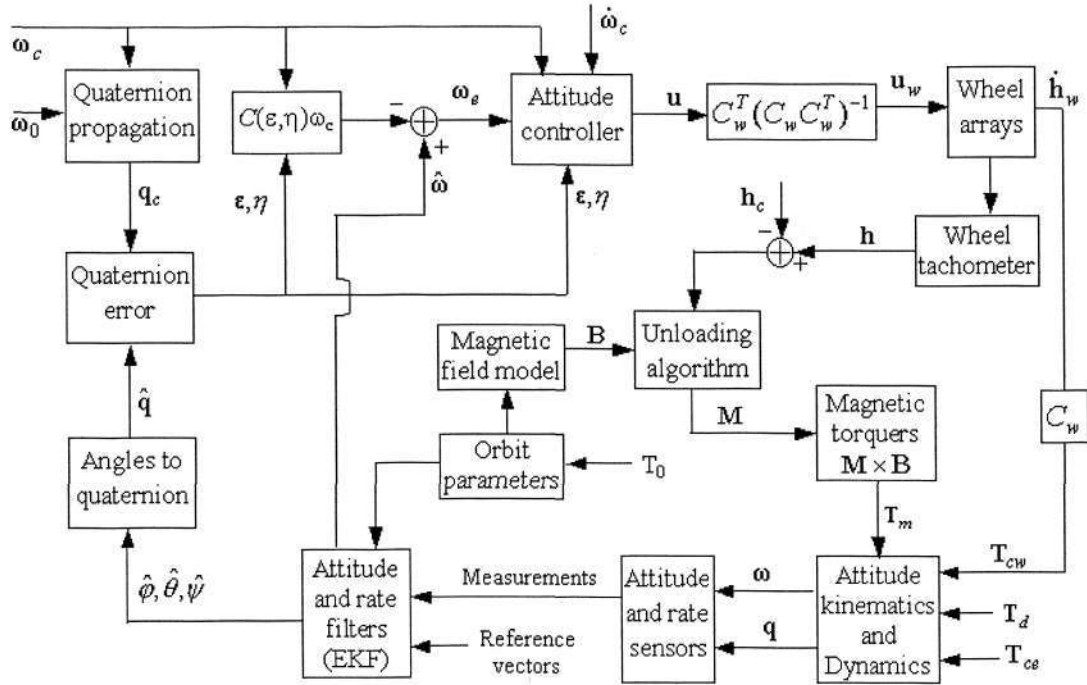 ω_c
ω̇_c
ω_0
Quaternion
propagation
C(ε,η)ω_c
−
+
ω_e
ω̂
Attitude
controller
u
C_w^T(C_w C_w^T)^{-1}
u_w
Wheel
arrays
ḣ_w
q_c
ε,η
ε,η
h_c
−
+
h
Wheel
tachometer
Quaternion
error
Magnetic
field model
B
Unloading
algorithm
C_w
q̂
M
Magnetic
torquers
M × B
Angles to
quaternion
Orbit
parameters
T_0
T_m
T_cw
φ̂, θ̂, ψ̂
Attitude
and rate
filters
(EKF)
Measurements
Reference
vectors
Attitude
and rate
sensors
ω
q
Attitude
kinematics
and
Dynamics
T_d
T_ce